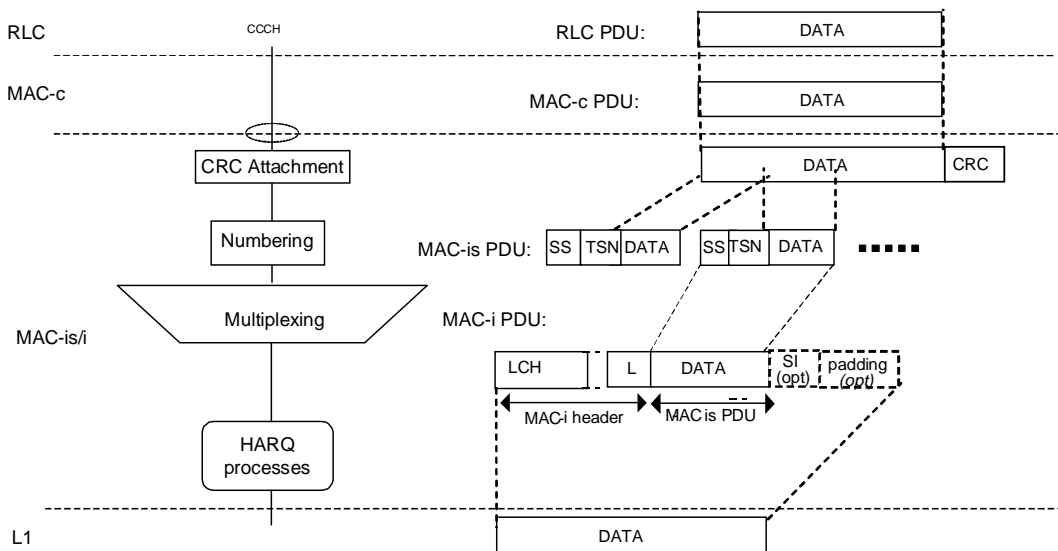 RLC
CCCH
RLC PDU:
DATA
MAC-c
MAC-c PDU:
DATA
CRC Attachment
DATA
CRC
Numbering
MAC-is PDU:
SS TSN DATA
SS TSN DATA
Multiplexing
MAC-i PDU:
MAC-is/i
LCH
L
DATA
SI
(opt)
padding
(opt)
MAC-i header
MAC-is PDU
HARQ
processes
L1
DATA